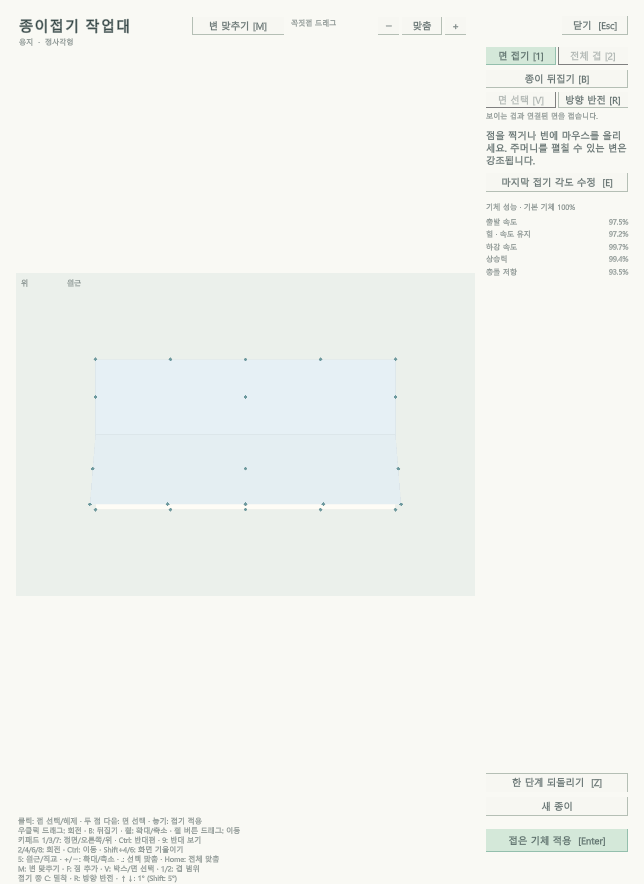 종이접기 작업대
용지 · 정사각형
변 맞추기 [M]
꼭짓점 드래그
−
맞춤
+
닫기 [Esc]
면 접기 [1]
전체 겹 [2]
종이 뒤집기 [B]
면 선택 [V]
방향 반전 [R]
보이는 겹과 연결된 면을 접습니다.
점을 찍거나 변에 마우스를 올리
세요. 주머니를 펼칠 수 있는 변은
강조됩니다.
마지막 접기 각도 수정 [E]
기체 성능 · 기본 기체 100%
출발 속도 97.5%
힘 · 속도 유지 97.2%
하강 속도 99.7%
상승력 99.4%
충돌 저항 93.5%
위
원근
한 단계 되돌리기 [Z]
새 종이
접은 기체 적용 [Enter]
클릭: 점 선택/해제 · 두 점 다음: 면 선택 · 놓기: 접기 적용
우클릭 드래그: 회전 · B: 뒤집기 · 휠: 확대/축소 · 휠 버튼 드래그: 이동
키패드 1/3/7: 정면/오른쪽/위 · Ctrl: 반대편 · 9: 반대 보기
2/4/6/8: 회전 · Ctrl: 이동 · Shift+4/6: 화면 기울이기
5: 원근/직교 · +/−: 확대/축소 · .: 선택 맞춤 · Home: 전체 맞춤
M: 변 맞추기 · F: 점 추가 · V: 박스/면 선택 · 1/2: 겹 범위
접기 중 C: 밀착 · R: 방향 반전 · ↑ ↓: 1° (Shift: 5°)